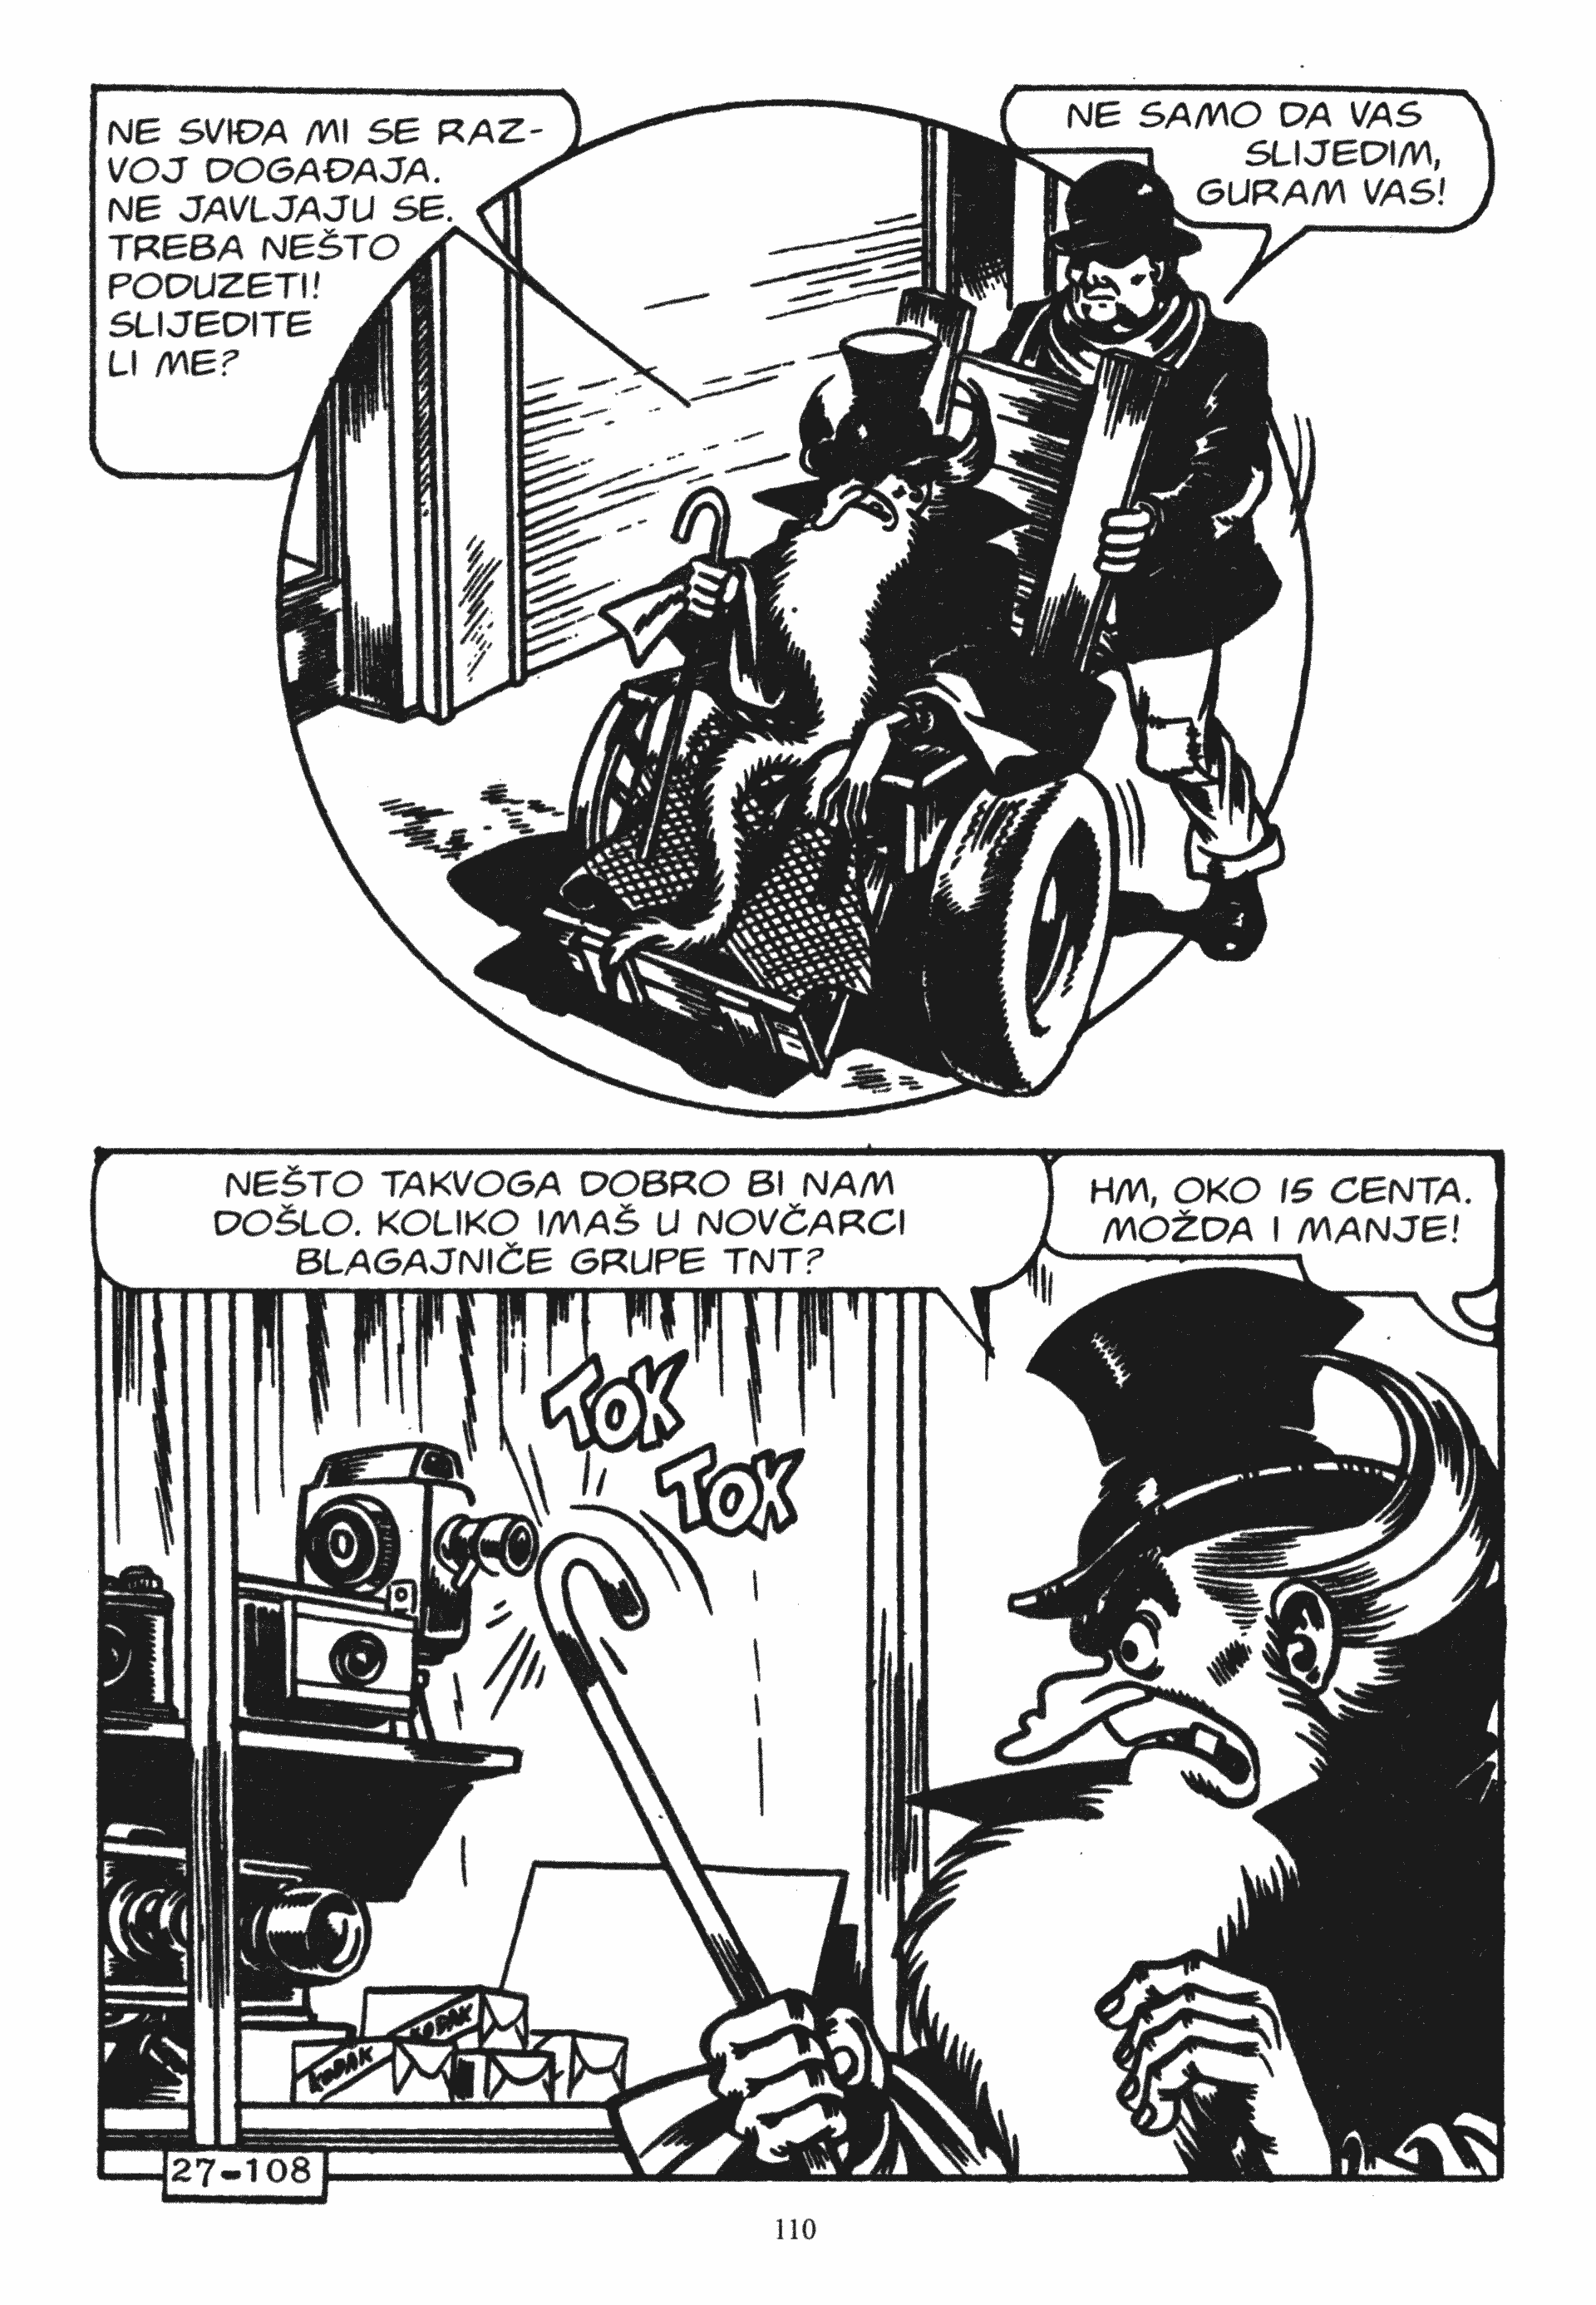 NE SVIĐA MI SE RAZ-
VOJ DOGAĐAJA.
NE JAVLJAJU SE.
TREBA NEŠTO
PODUZETI!
SLIJEDITE
LI ME?
NE SAMO DA VAS
SLIJEDIM,
GURAM VAS!
NEŠTO TAKVOGA DOBRO BI NAM
DOŠLO. KOLIKO IMAŠ U NOVČARCI
BLAGAJNIČE GRUPE TNT?
HM, OKO 15 CENTA.
MOŽDA I MANJE!
TOK
TOK
KODAK
KODAK
27-108
110